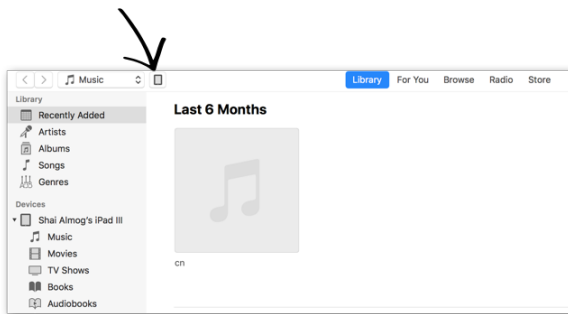 Music
Library For You Browse Radio Store
Library
Recently Added
Artists
Albums
Songs
Genres
Devices
Shai Almog's iPad III
Music
Movies
TV Shows
Books
Audiobooks
Last 6 Months
cn